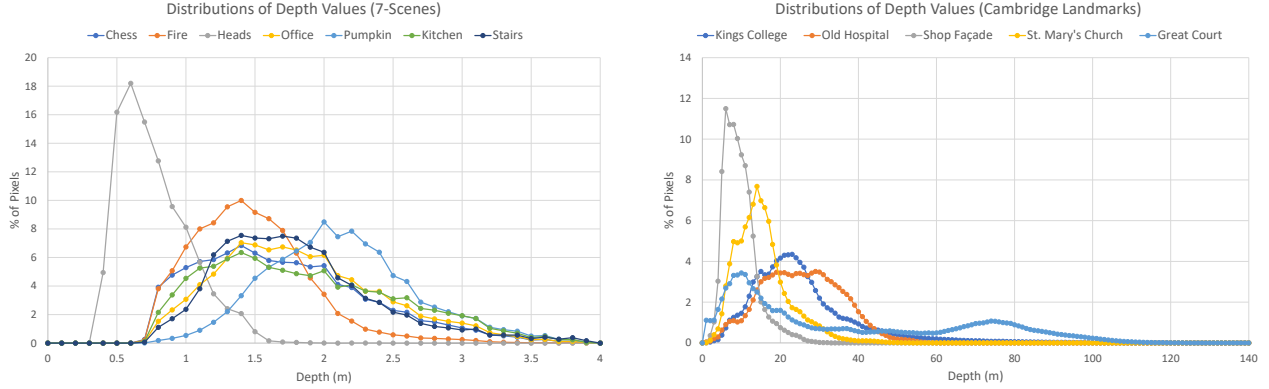 Distributions of Depth Values (7-Scenes)
Chess Fire Heads Office Pumpkin Kitchen Stairs
20
18
16
14
12
10
8
6
4
2
0
% of Pixels
0 0.5 1 1.5 2 2.5 3 3.5 4
Depth (m)
Distributions of Depth Values (Cambridge Landmarks)
Kings College Old Hospital Shop Façade St. Mary's Church Great Court
14
12
10
8
6
4
2
0
% of Pixels
0 20 40 60 80 100 120 140
Depth (m)